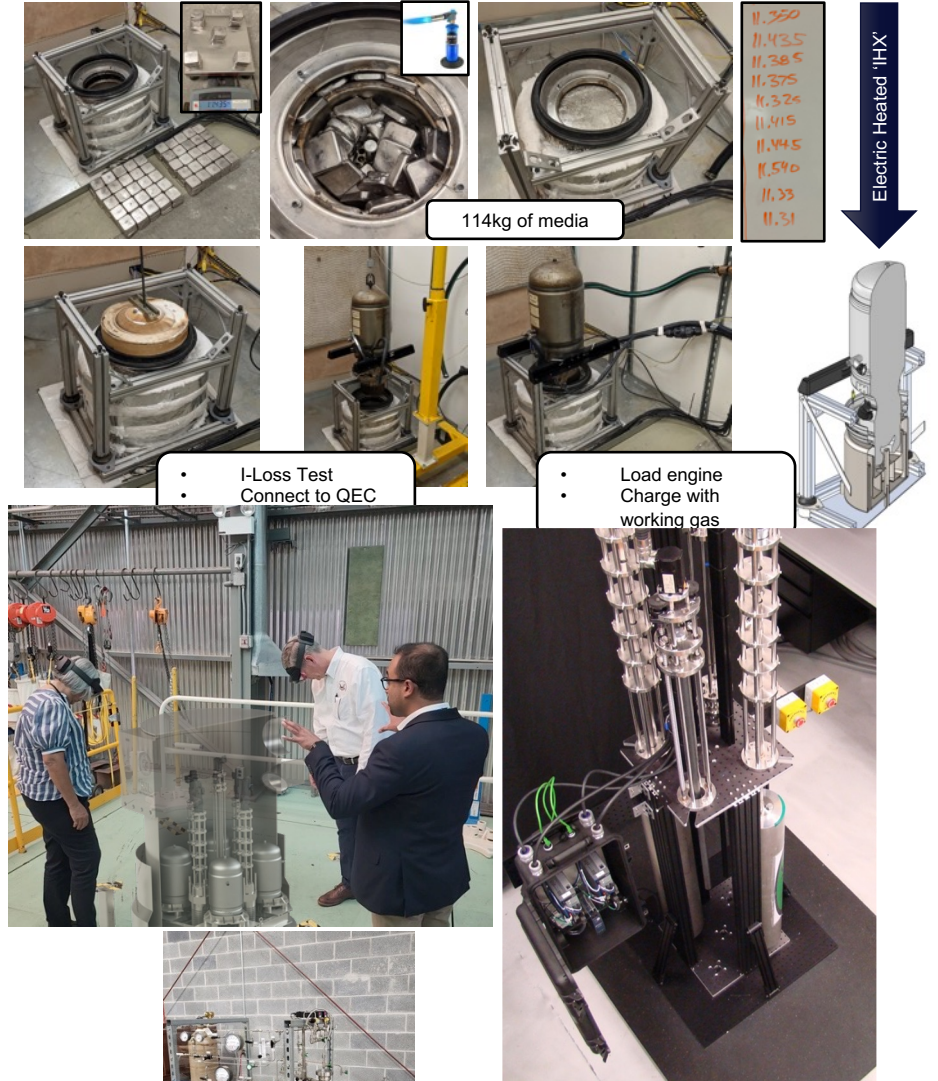 11.350
11.435
11.385
11.375
11.325
11.415
11.445
11.540
11.33
11.31
Electric Heated 'IHX'
114kg of media
• I-Loss Test
• Connect to QEC
• Load engine
• Charge with
working gas